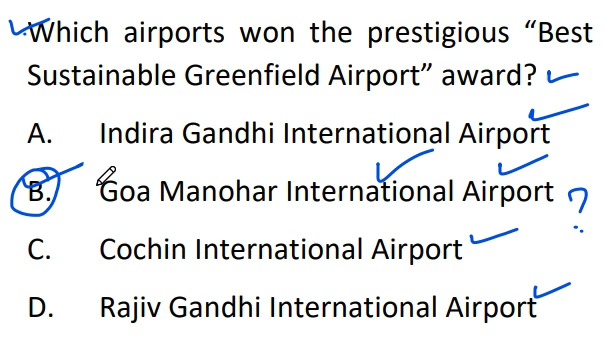 Which airports won the prestigious “Best
Sustainable Greenfield Airport” award?
A. Indira Gandhi International Airport
B. Goa Manohar International Airport
?
C. Cochin International Airport
D. Rajiv Gandhi International Airport